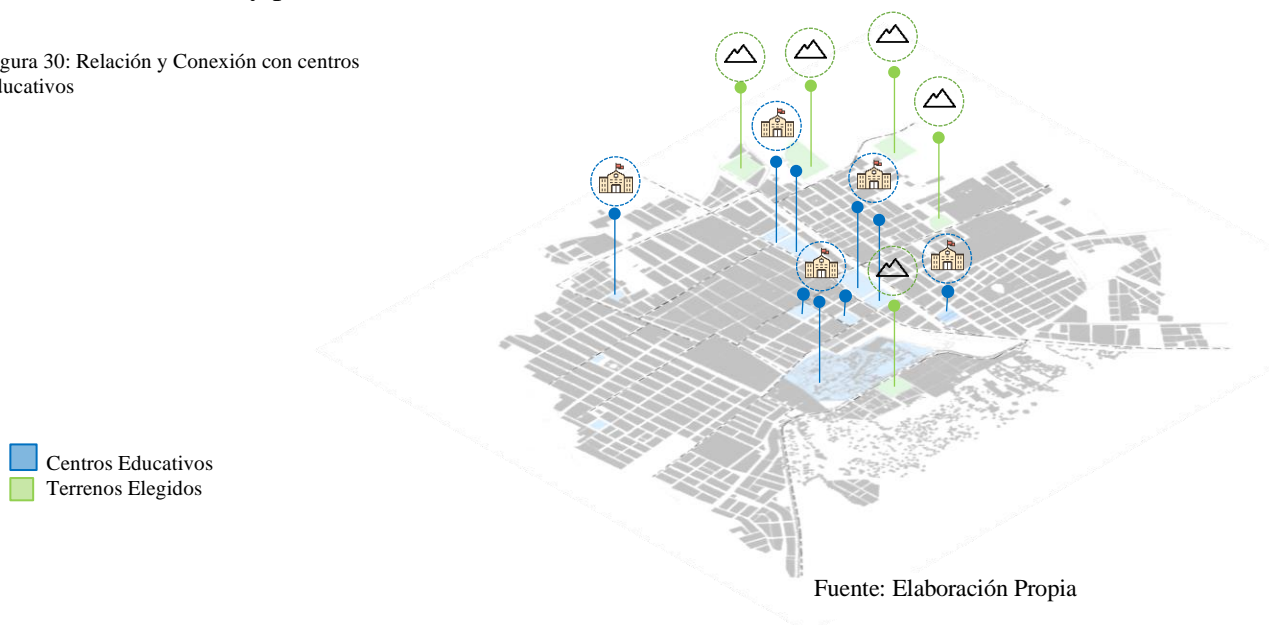 gura 30: Relación y Conexión con centros
ducativos
Centros Educativos
Terrenos Elegidos
Fuente: Elaboración Propia